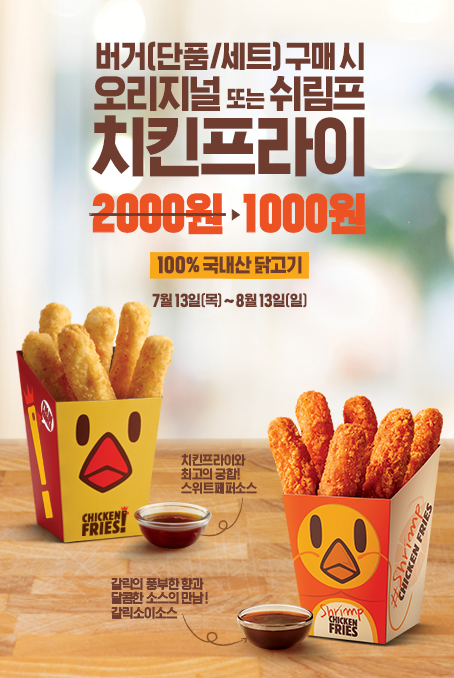 버거(단품/세트) 구매 시
오리지널 또는 쉬림프
치킨프라이
2000원 ▸ 1000원
100% 국내산 닭고기
7월 13일(목) ~ 8월 13일(일)
치킨프라이와
최고의 궁합!
스위트페퍼소스
CHICKEN
FRIES!
갈릭의 풍부한 향과
달콤한 소스의 만남!
갈릭소이소스
Shrimp
CHICKEN
FRIES
#Shrimp
CHICKEN FRIES